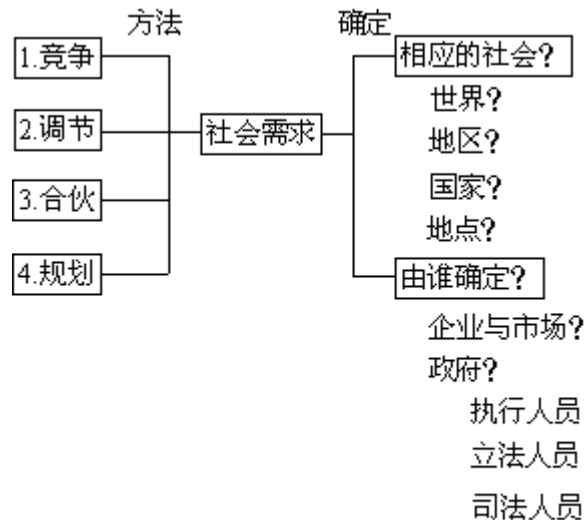 方法
确定
1.竞争
2.调节
3.合伙
4.规划
社会需求
相应的社会?
世界?
地区?
国家?
地点?
由谁确定?
企业与市场?
政府?
执行人员
立法人员
司法人员